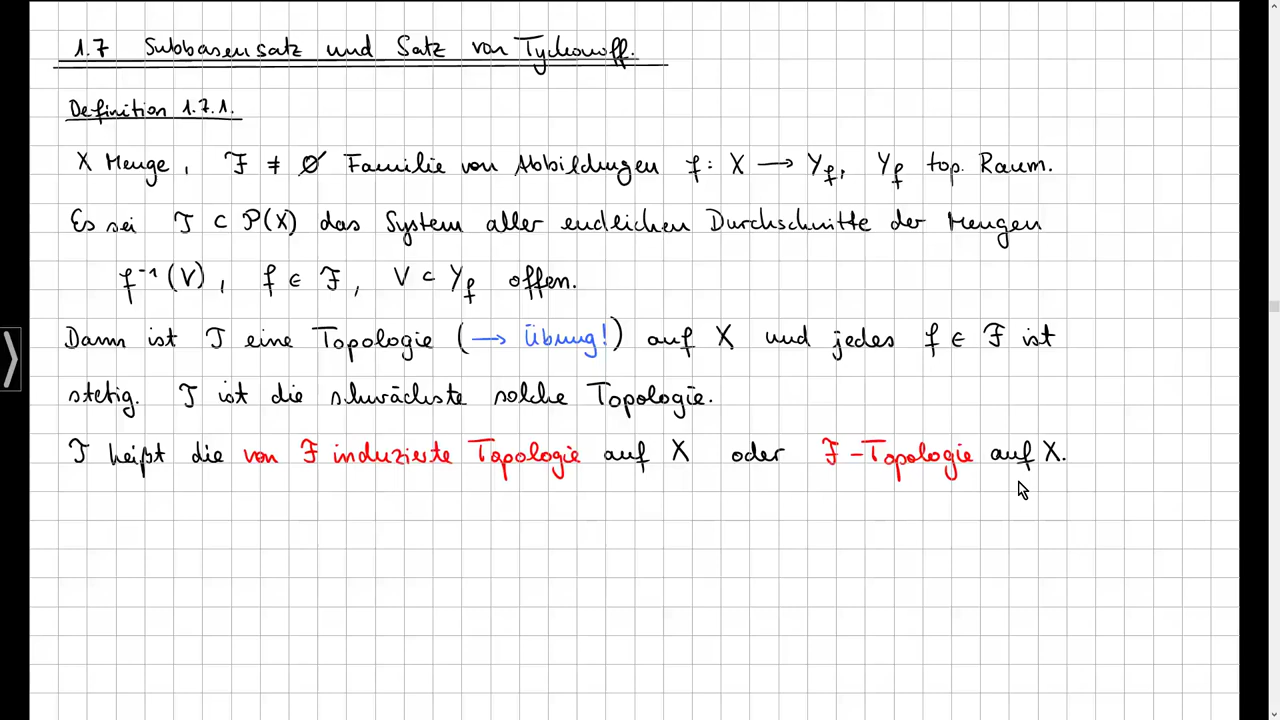 1.7 Subbasensatz und Satz von Tychonoff.
Definition 1.7.1.
X Menge, ℱ ≠ ∅ Familie von Abbildungen f: X → Y_f, Y_f top. Raum.
Es sei 𝒯 ⊂ 𝒫(X) das System aller endlichen Durchschnitte der Mengen
f⁻¹(V), f ∈ ℱ, V ⊂ Y_f offen.
Dann ist 𝒯 eine Topologie (→ Übung!) auf X und jedes f ∈ ℱ ist
stetig. 𝒯 ist die schwächste solche Topologie.
𝒯 heißt die von ℱ induzierte Topologie auf X oder ℱ-Topologie auf X.